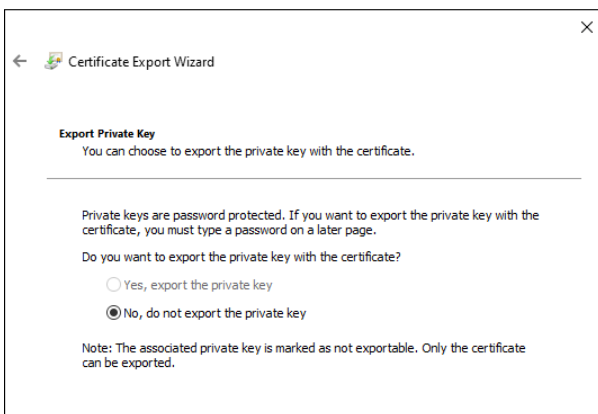 Certificate Export Wizard
Export Private Key
You can choose to export the private key with the certificate.
Private keys are password protected. If you want to export the private key with the
certificate, you must type a password on a later page.
Do you want to export the private key with the certificate?
Yes, export the private key
No, do not export the private key
Note: The associated private key is marked as not exportable. Only the certificate
can be exported.